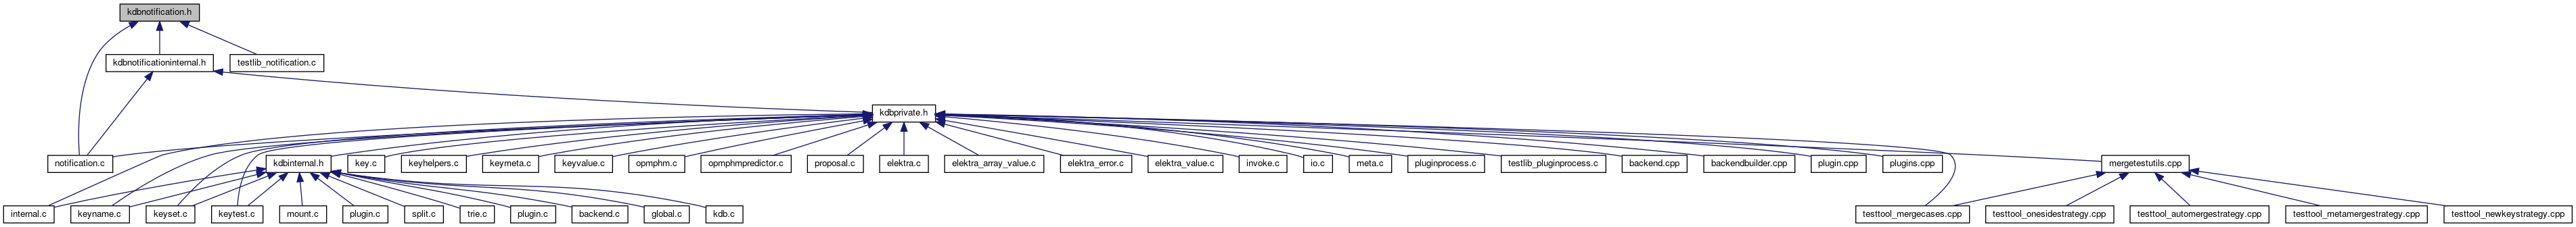 kdbnotification.h
kdbnotificationinternal.h
testlib_notification.c
kdbprivate.h
notification.c
kdbinternal.h
key.c
keyhelpers.c
keymeta.c
keyvalue.c
opmphm.c
opmphmpredictor.c
proposal.c
elektra.c
elektra_array_value.c
elektra_error.c
elektra_value.c
invoke.c
io.c
meta.c
pluginprocess.c
testlib_pluginprocess.c
backend.cpp
backendbuilder.cpp
plugin.cpp
plugins.cpp
mergetestutils.cpp
internal.c
keyname.c
keyset.c
keytest.c
mount.c
plugin.c
split.c
trie.c
plugin.c
backend.c
global.c
kdb.c
testtool_mergecases.cpp
testtool_onesidestrategy.cpp
testtool_automergestrategy.cpp
testtool_metamergestrategy.cpp
testtool_newkeystrategy.cpp